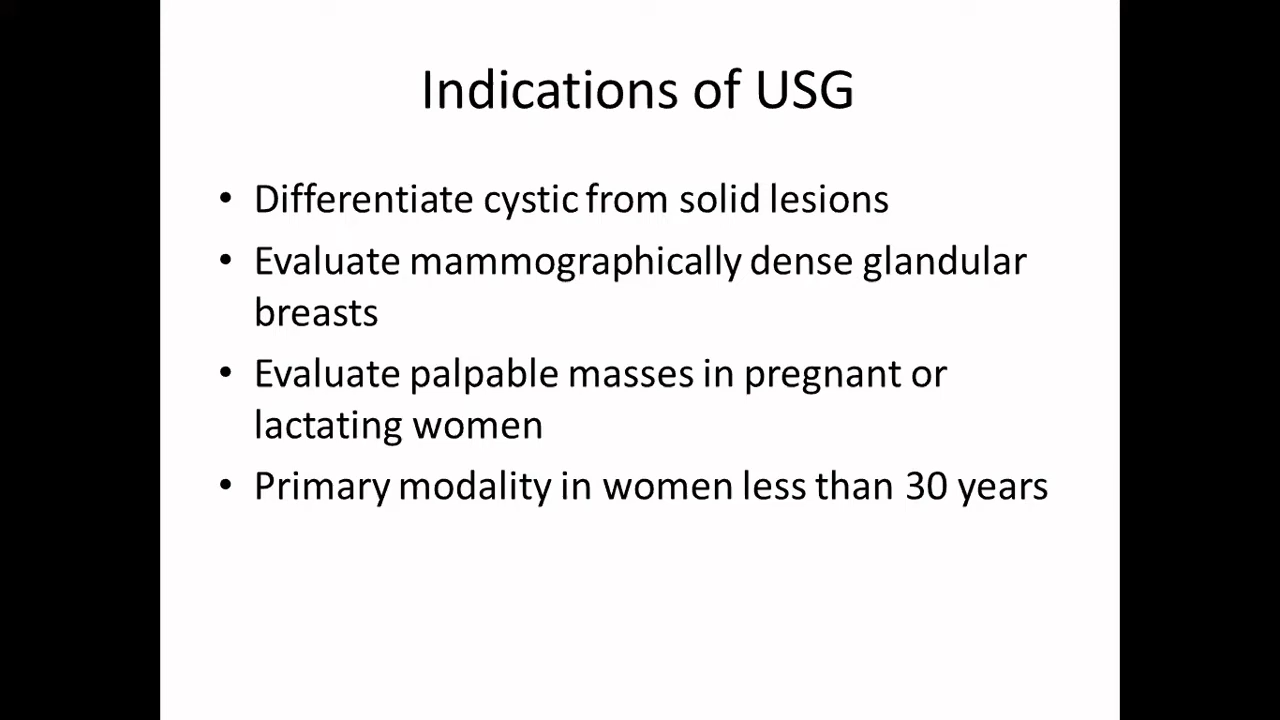 Indications of USG
• Differentiate cystic from solid lesions
• Evaluate mammographically dense glandular
breasts
• Evaluate palpable masses in pregnant or
lactating women
• Primary modality in women less than 30 years